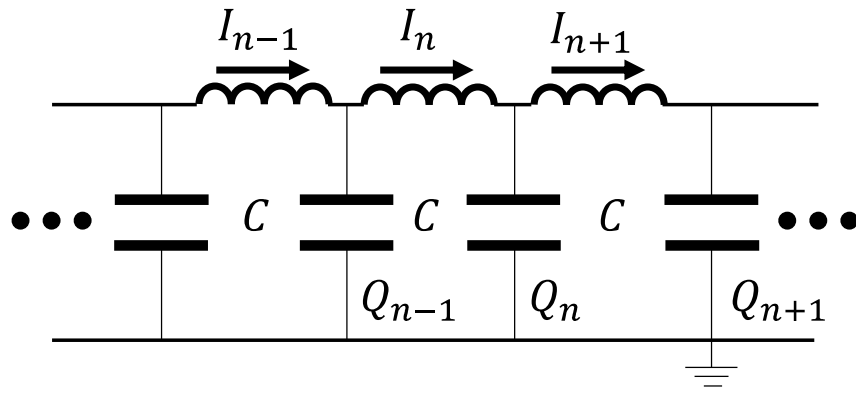 I_{n-1} I_n I_{n+1}
C C C
Q_{n-1} Q_n Q_{n+1}